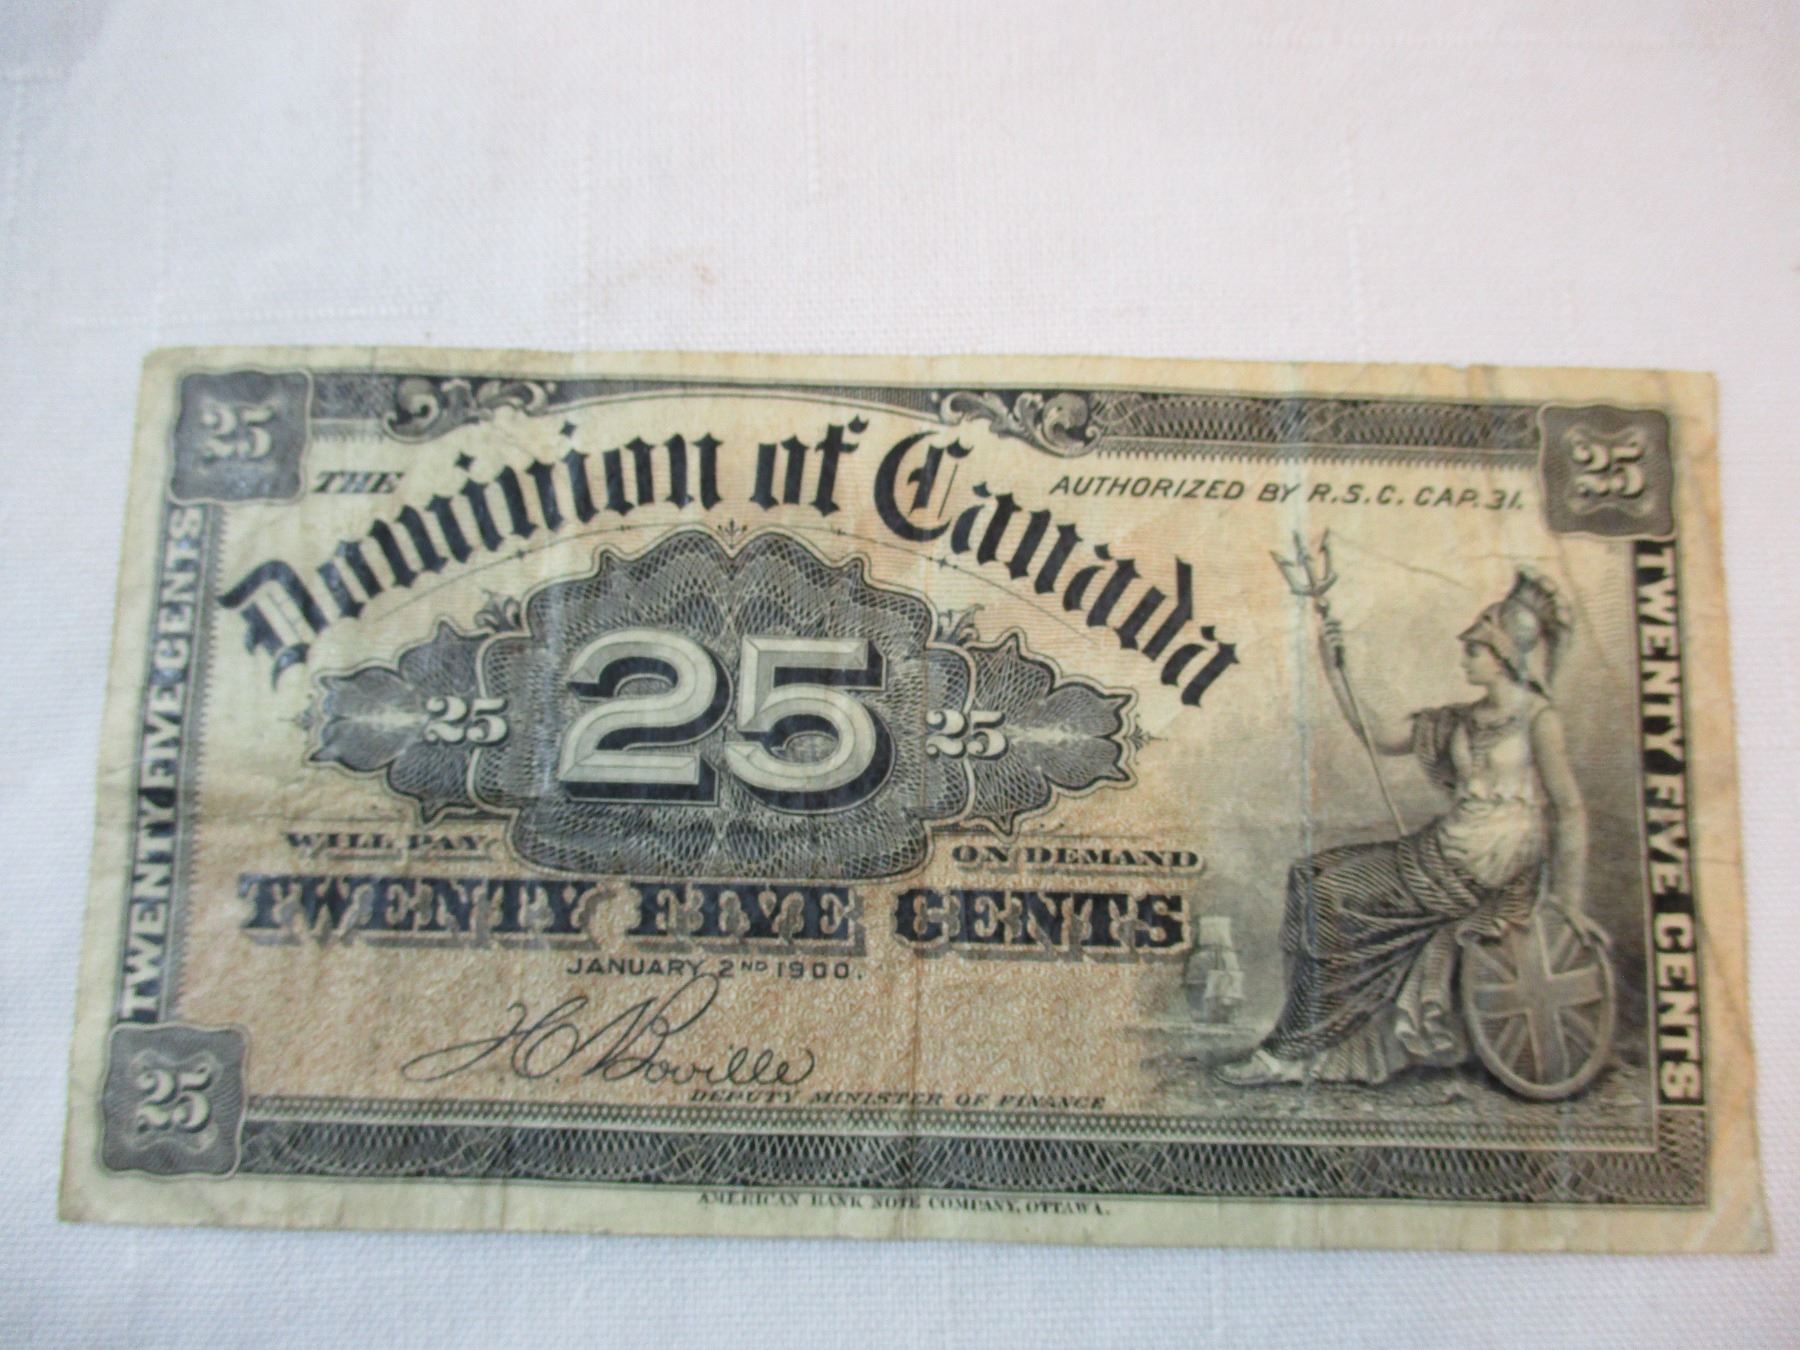 25
25
THE
Dominion of Canada
AUTHORIZED BY R.S.C. CAP. 31.
TWENTY FIVE CENTS
TWENTY FIVE CENTS
25
25
25
WILL PAY
ON DEMAND
TWENTY FIVE CENTS
JANUARY 2ND 1900.
H C Boville
DEPUTY MINISTER OF FINANCE
25
AMERICAN BANK NOTE COMPANY, OTTAWA.